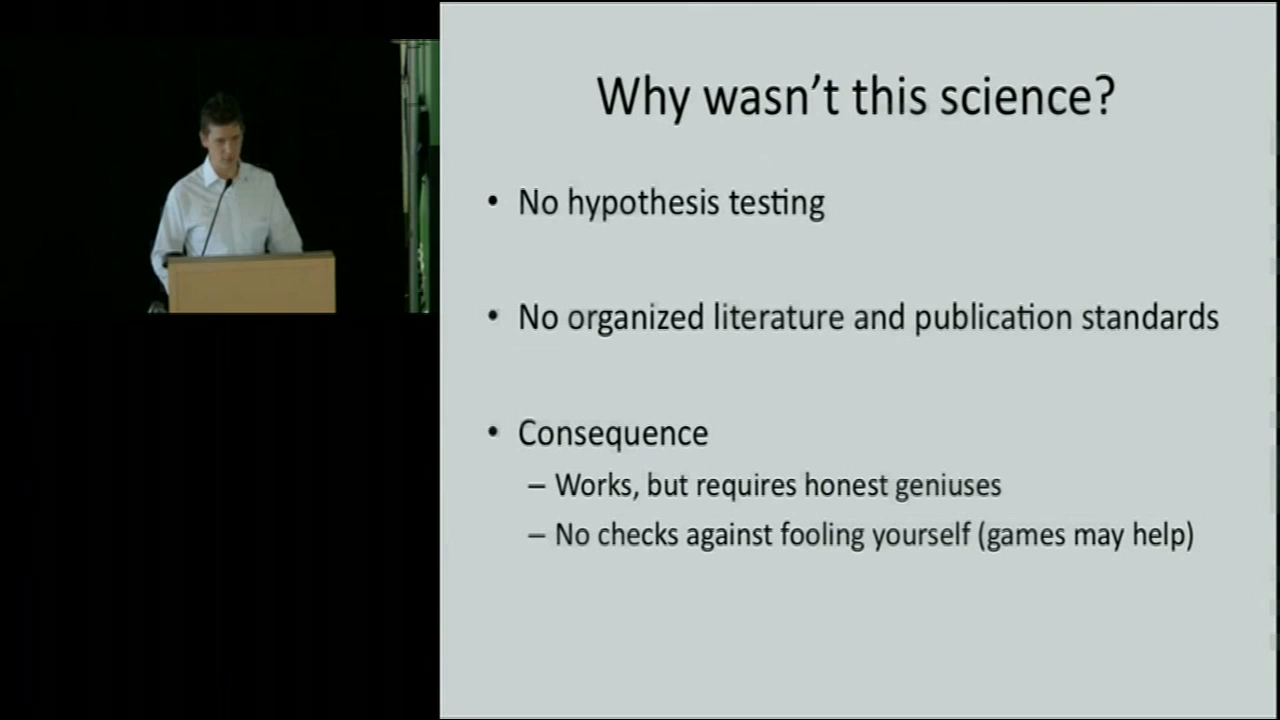 Why wasn't this science?
• No hypothesis testing
• No organized literature and publication standards
• Consequence
– Works, but requires honest geniuses
– No checks against fooling yourself (games may help)